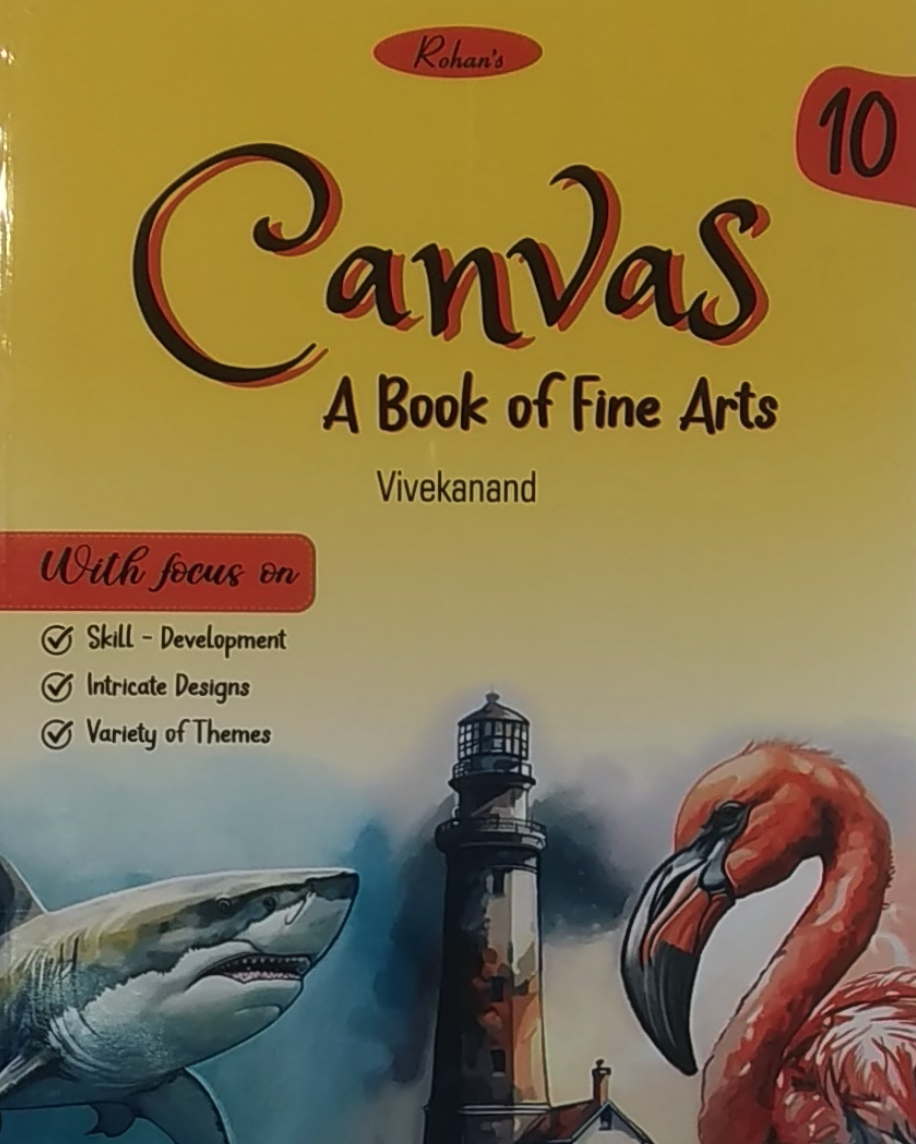 Rohan's
10
Canvas
A Book of Fine Arts
Vivekanand
With focus on
Skill - Development
Intricate Designs
Variety of Themes